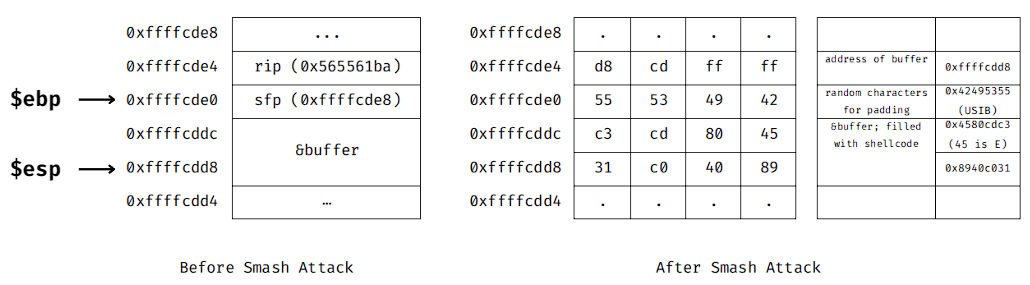 0xffffcde8 ...
0xffffcde4 rip (0x565561ba)
$ebp ⟶ 0xffffcde0 sfp (0xffffcde8)
0xffffcddc
&buffer
$esp ⟶ 0xffffcdd8
0xffffcdd4 …
Before Smash Attack
0xffffcde8 . . . .
0xffffcde4 d8 cd ff ff
0xffffcde0 55 53 49 42
0xffffcddc c3 cd 80 45
0xffffcdd8 31 c0 40 89
0xffffcdd4 . . . .
address of buffer
0xffffcdd8
random characters
for padding
0x42495355
(USIB)
&buffer; filled
with shellcode
0x4580cdc3
(45 is E)
0x8940c031
After Smash Attack